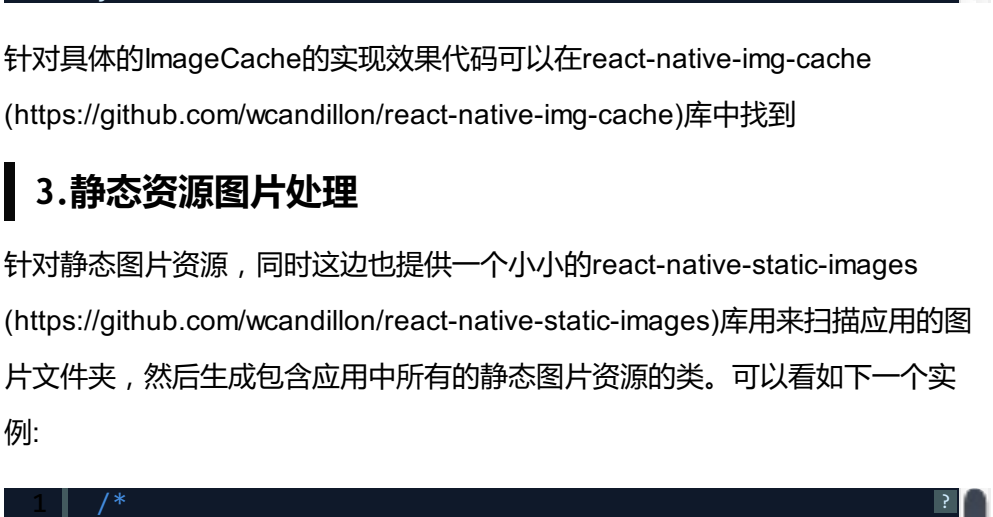 针对具体的ImageCache的实现效果代码可以在react-native-img-cache
(https://github.com/wcandillon/react-native-img-cache)库中找到
3.静态资源图片处理
针对静态图片资源，同时这边也提供一个小小的react-native-static-images
(https://github.com/wcandillon/react-native-static-images)库用来扫描应用的图
片文件夹，然后生成包含应用中所有的静态图片资源的类。可以看如下一个实
例:
1 /* ?